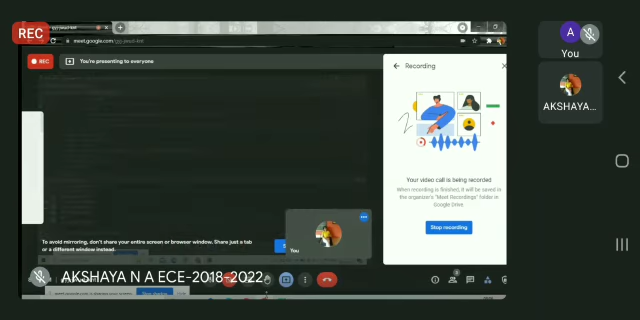 REC
A
You
meet.google.com/ggj-pwzf-knt
REC
You're presenting to everyone
Recording
AKSHAYA...
Your video call is being recorded
When recording is finished, it will be saved in
the organizer's "Meet Recordings" folder in
Google Drive
Stop recording
To avoid mirroring, don't share your entire screen or browser window. Share just a tab
or a different window instead.
You
AKSHAYA N A ECE-2018-2022